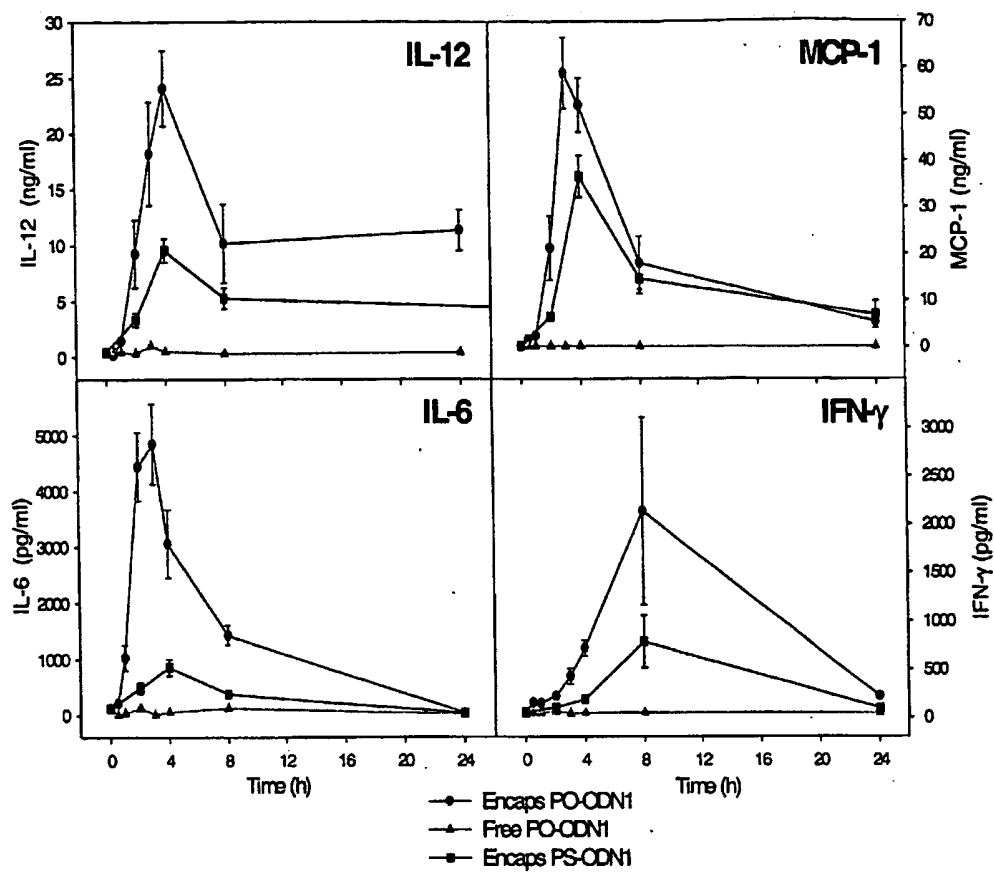 IL-12
MCP-1
30
25
20
15
10
5
0
IL-12 (ng/ml)
70
60
50
40
30
20
10
0
MCP-1 (ng/ml)
IL-6
IFN-γ
5000
4000
3000
2000
1000
0
IL-6 (pg/ml)
3000
2500
2000
1500
1000
500
0
IFN-γ (pg/ml)
0 4 8 12 16 20 24
0 4 8 12 16 20 24
Time (h)
Time (h)
Encaps PO-ODN1
Free PO-ODN1
Encaps PS-ODN1